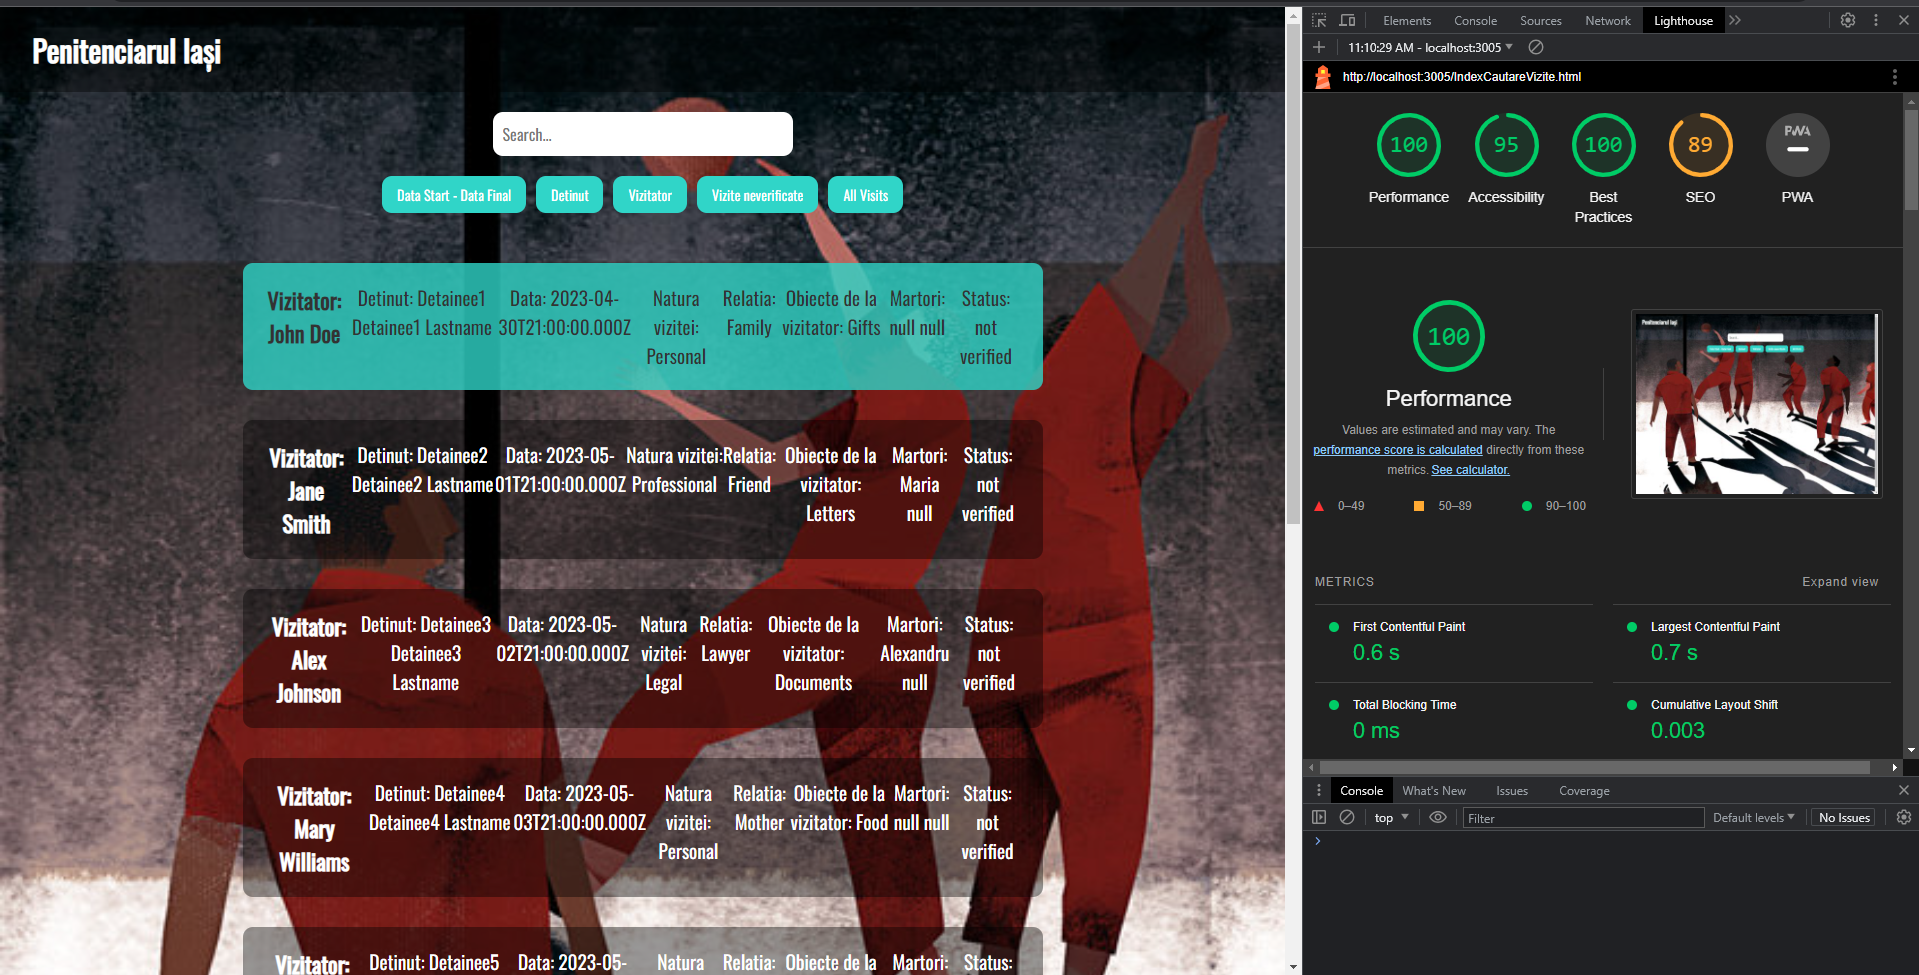 Penitenciarul Iași
Search...
Data Start - Data Final
Detinut
Vizitator
Vizite neverificate
All Visits
Vizitator:
John Doe
Detinut: Detainee1
Detainee1 Lastname
Data: 2023-04-
30T21:00:00.000Z
Natura
vizitei:
Personal
Relatia:
Family
Obiecte de la
vizitator: Gifts
Martori:
null null
Status:
not
verified
Vizitator:
Jane
Smith
Detinut: Detainee2
Detainee2 Lastname
Data: 2023-05-
01T21:00:00.000Z
Natura vizitei:
Professional
Relatia:
Friend
Obiecte de la
vizitator:
Letters
Martori:
Maria
null
Status:
not
verified
Vizitator:
Alex
Johnson
Detinut: Detainee3
Detainee3
Lastname
Data: 2023-05-
02T21:00:00.000Z
Natura
vizitei:
Legal
Relatia:
Lawyer
Obiecte de la
vizitator:
Documents
Martori:
Alexandru
null
Status:
not
verified
Vizitator:
Mary
Williams
Detinut: Detainee4
Detainee4 Lastname
Data: 2023-05-
03T21:00:00.000Z
Natura
vizitei:
Personal
Relatia:
Mother
Obiecte de la
vizitator: Food
Martori:
null null
Status:
not
verified
Vizitator:
Detinut: Detainee5
Data: 2023-05-
Natura
Relatia:
Obiecte de la
Martori:
Status:
Elements
Console
Sources
Network
Lighthouse
11:10:29 AM - localhost:3005
http://localhost:3005/IndexCautareVizite.html
100
Performance
95
Accessibility
100
Best
Practices
89
SEO
PWA
PWA
100
Performance
Values are estimated and may vary. The
performance score is calculated directly from these
metrics. See calculator.
0–49
50–89
90–100
Penitenciarul Iași
METRICS
Expand view
First Contentful Paint
0.6 s
Largest Contentful Paint
0.7 s
Total Blocking Time
0 ms
Cumulative Layout Shift
0.003
Console
What's New
Issues
Coverage
top
Filter
Default levels
No Issues